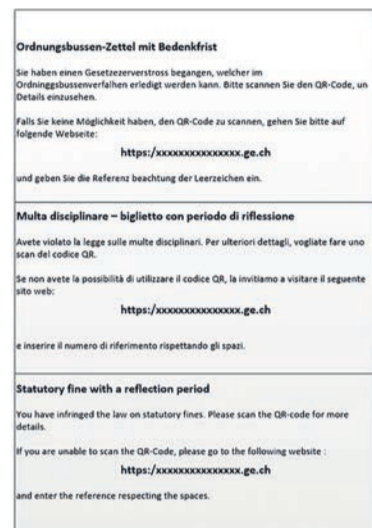 Ordnungsbussen-Zettel mit Bedenkfrist
Sie haben einen Gesetzezerverstross begangen, welcher im
Ordninggsbussenverfalhen erledigt werden kann. Bitte scannen Sie den QR-Code, un
Details einzusehen.
Falls Sie keine Möglichkeit haben, den QR-Code zu scannen, gehen Sie bitte auf
folgende Webseite:
https:/xxxxxxxxxxxxxxx.ge.ch
und geben Sie die Referenz beachtung der Leerzeichen ein.
Multa disciplinare – biglietto con periodo di riflessione
Avete violato la legge sulle multe disciplinari. Per ulteriori dettagli, vogliate fare uno
scan del codice QR.
Se non avete la possibilità di utilizzare il codice QR, la invitiamo a visitare il seguente
sito web:
https:/xxxxxxxxxxxxxxx.ge.ch
e inserire il numero di riferimento rispettando gli spazi.
Statutory fine with a reflection period
You have infringed the law on statutory fines. Please scan the QR-code for more
details.
If you are unable to scan the QR-Code, please go to the following website :
https:/xxxxxxxxxxxxxxx.ge.ch
and enter the reference respecting the spaces.